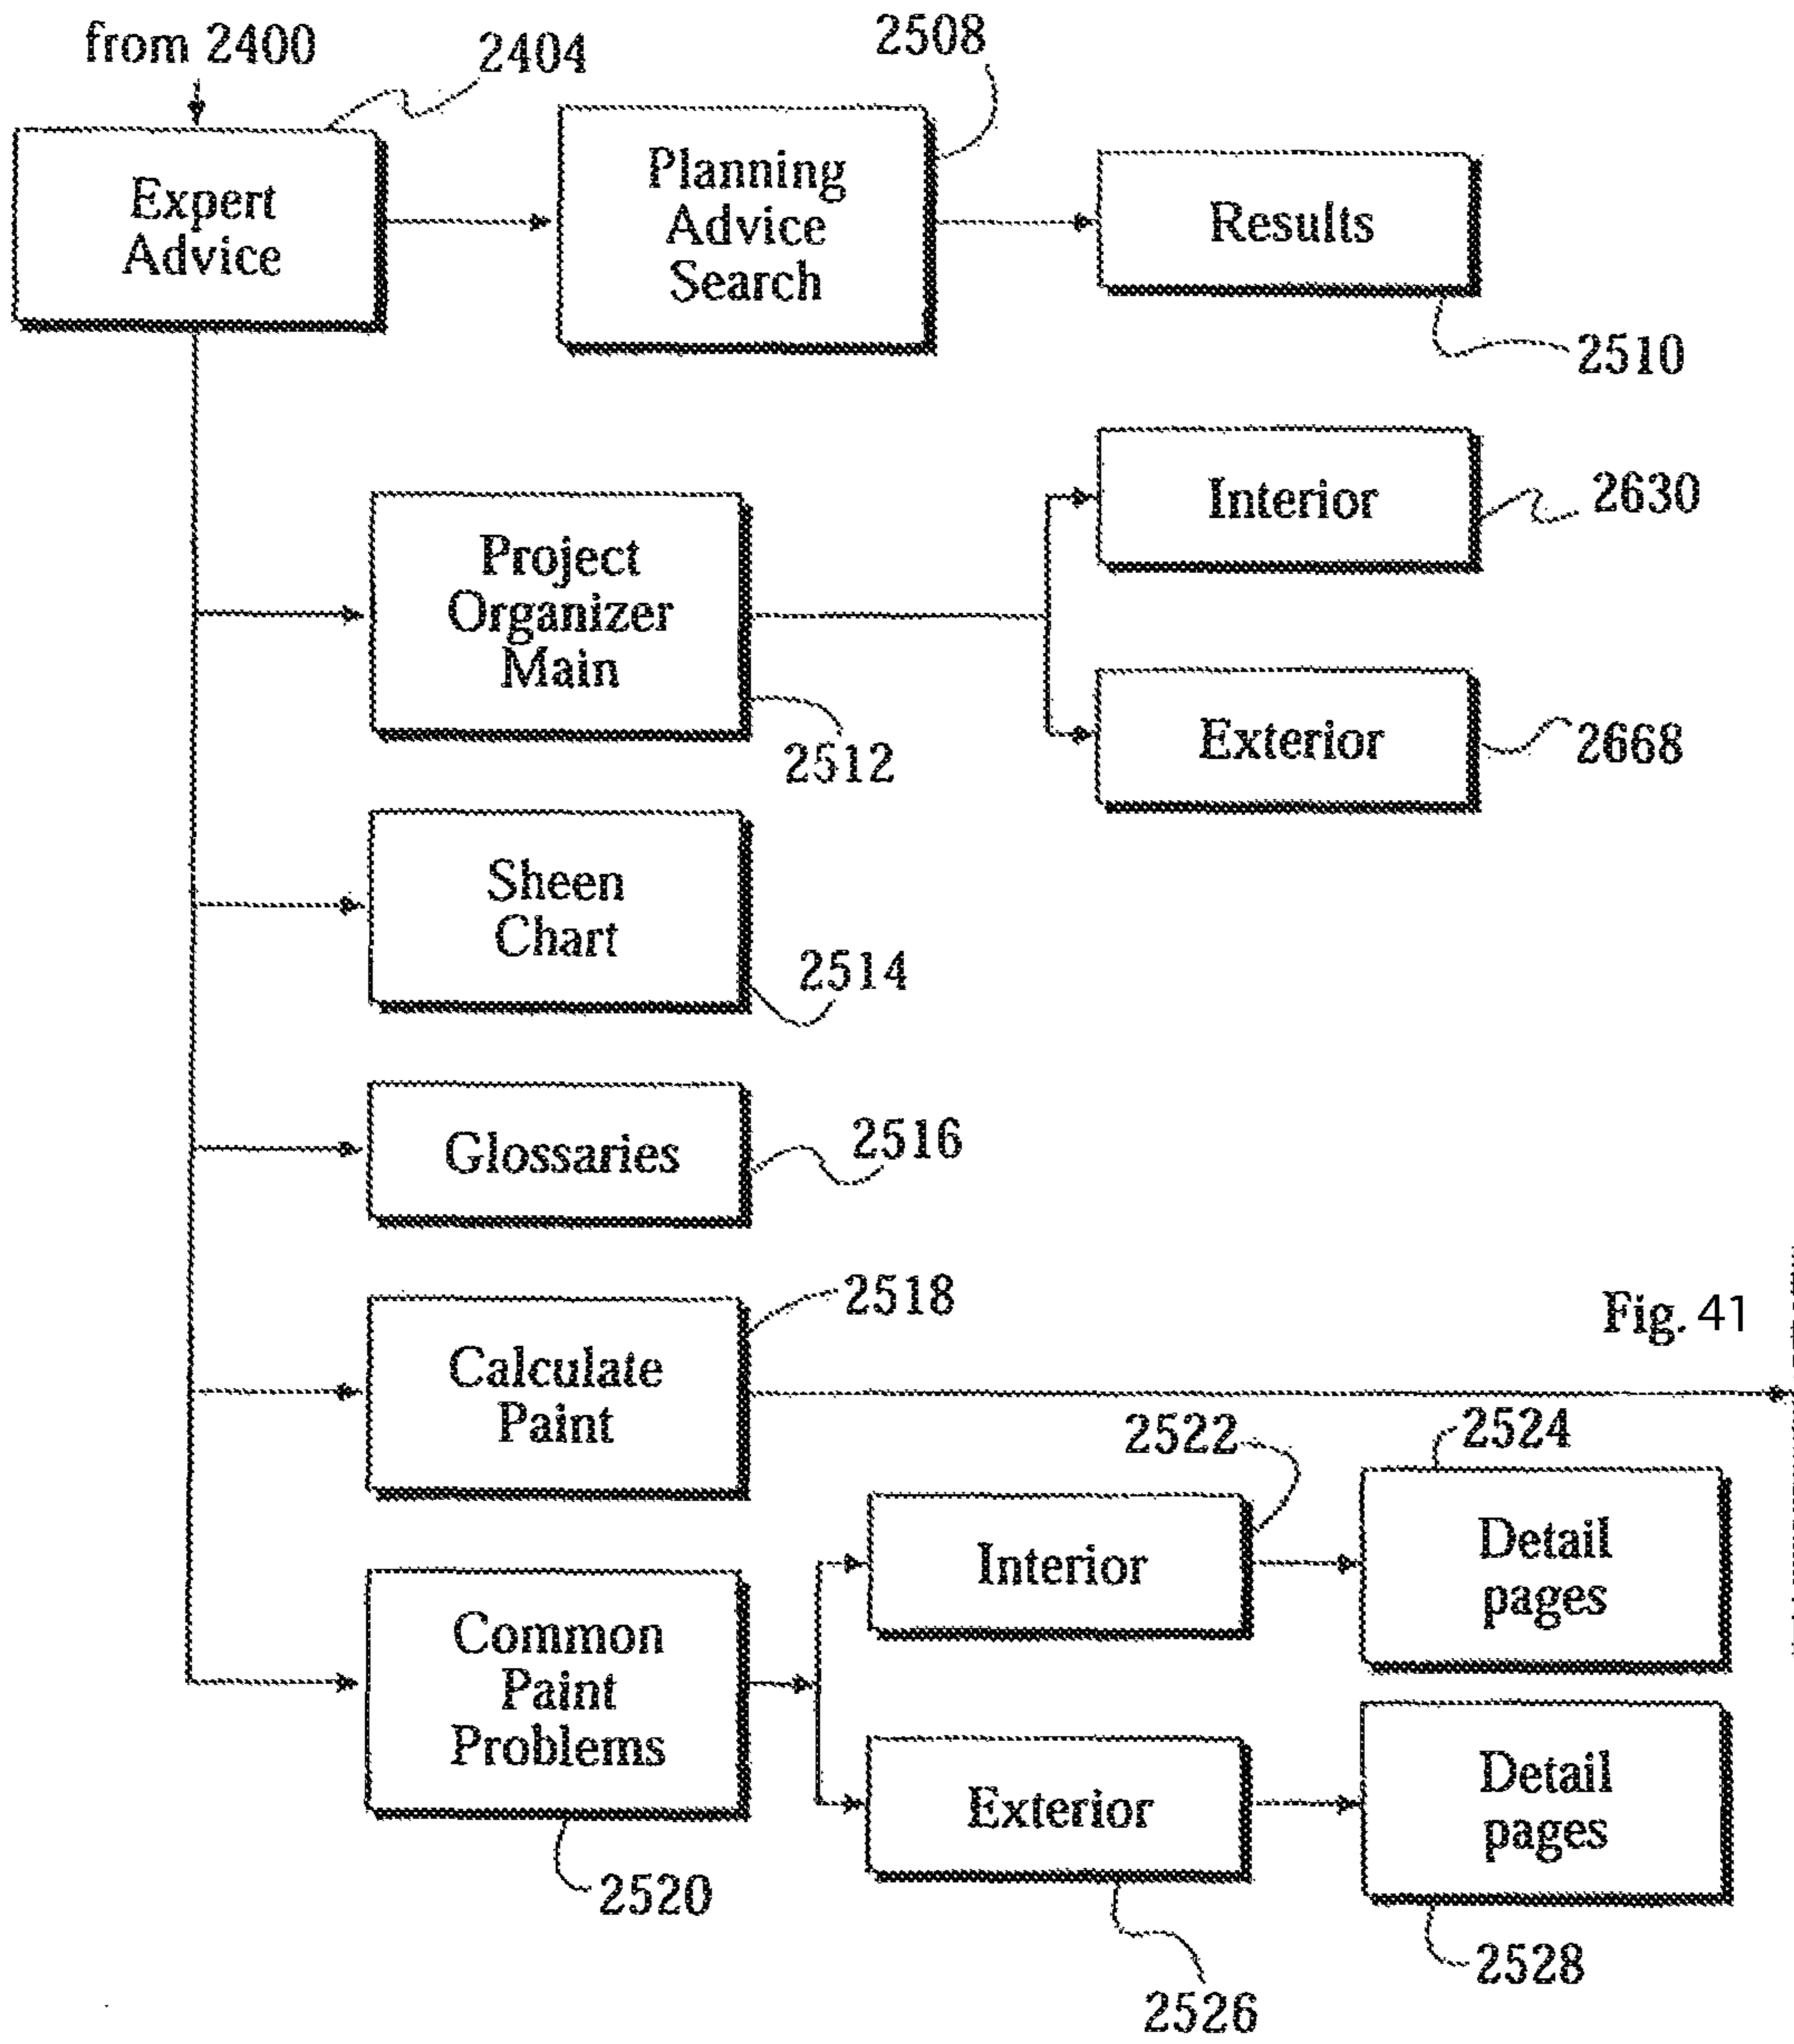 from 2400
2404
2508
Expert
Advice
Planning
Advice
Search
Results
2510
Interior
2630
Project
Organizer
Main
2512
Exterior
2668
Sheen
Chart
2514
Glossaries
2516
2518
Fig. 41
Calculate
Paint
2522
2524
Interior
Detail
pages
Common
Paint
Problems
2520
Exterior
2526
Detail
pages
2528